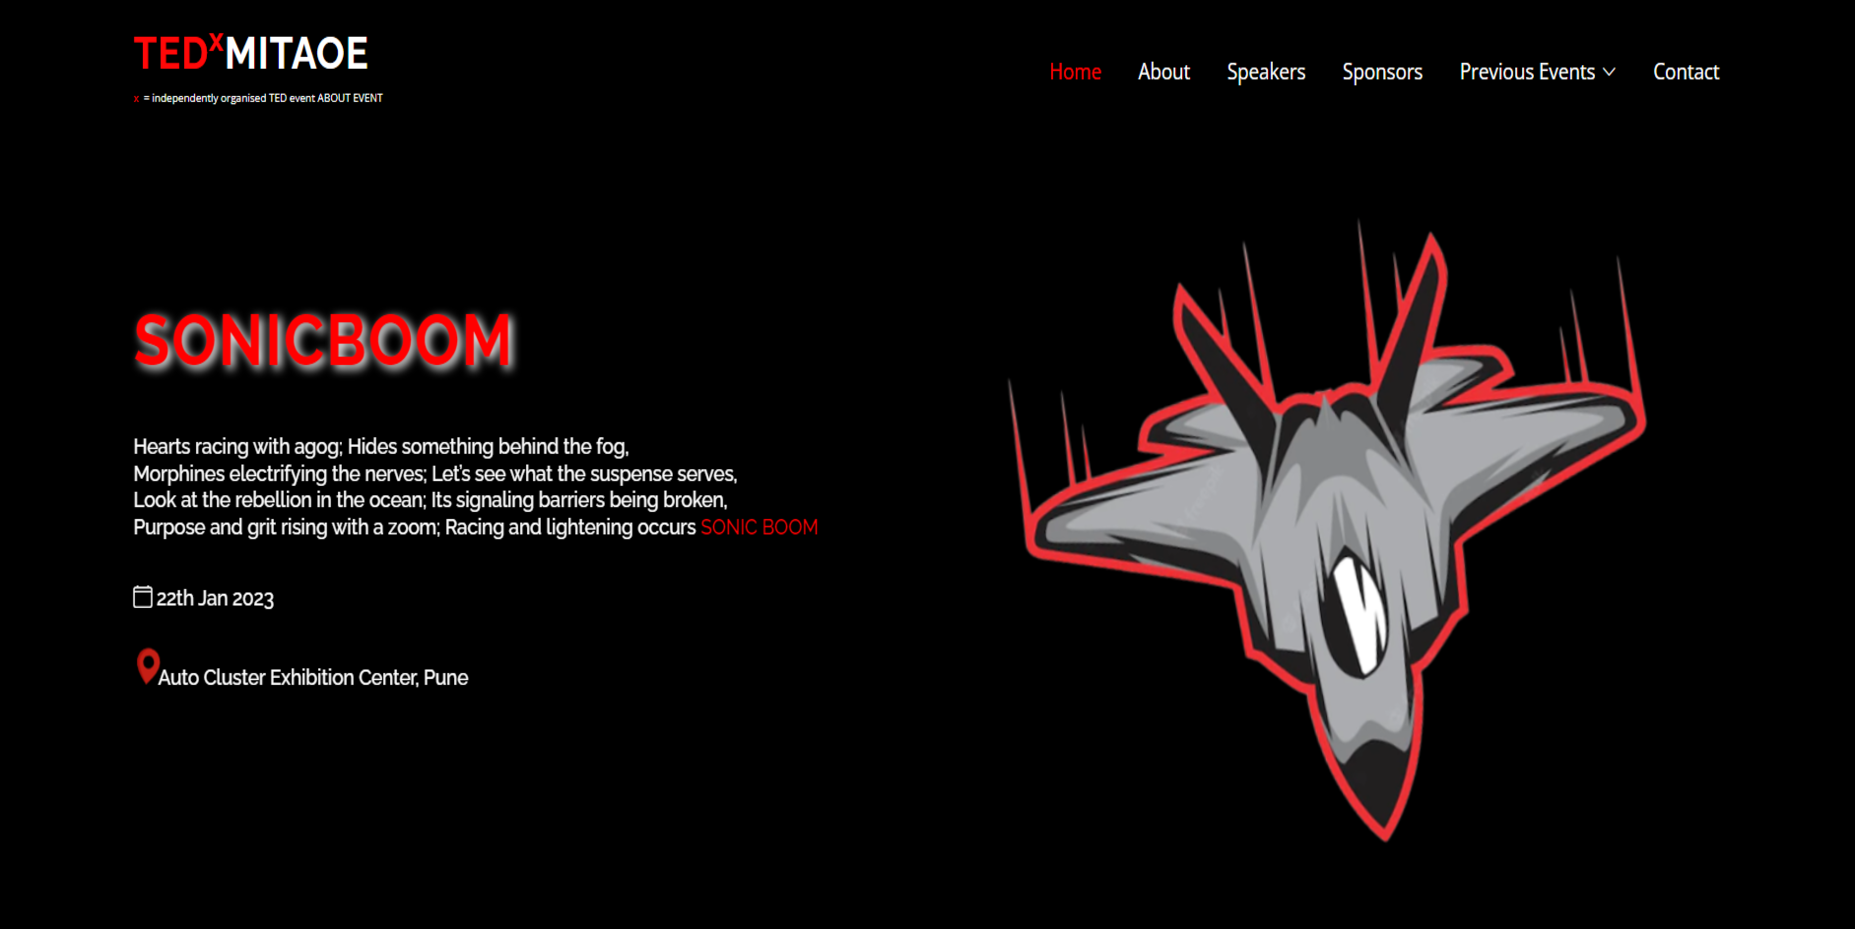 TEDxMITAOE
x = independently organised TED event ABOUT EVENT
Home About Speakers Sponsors Previous Events Contact
SONICBOOM
Hearts racing with agog; Hides something behind the fog,
Morphines electrifying the nerves; Let's see what the suspense serves,
Look at the rebellion in the ocean; Its signaling barriers being broken,
Purpose and grit rising with a zoom; Racing and lightening occurs SONIC BOOM
22th Jan 2023
Auto Cluster Exhibition Center, Pune